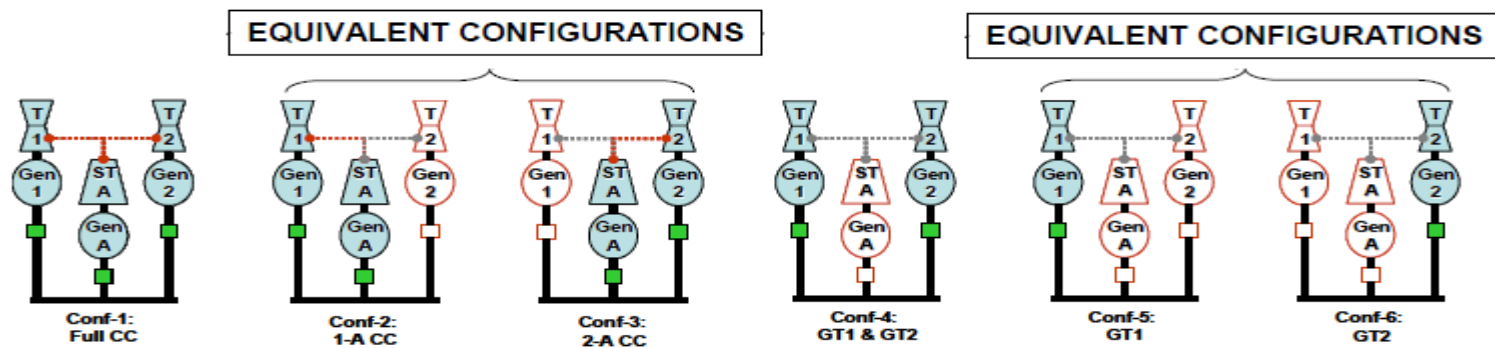 EQUIVALENT CONFIGURATIONS
EQUIVALENT CONFIGURATIONS
T
1
Gen
1
ST
A
Gen
A
T
2
Gen
2
Conf-1:
Full CC
T
1
Gen
1
ST
A
Gen
A
T
2
Gen
2
Conf-2:
1-A CC
T
1
Gen
1
ST
A
Gen
A
T
2
Gen
2
Conf-3:
2-A CC
T
1
Gen
1
ST
A
Gen
A
T
2
Gen
2
Conf-4:
GT1 & GT2
T
1
Gen
1
ST
A
Gen
A
T
2
Gen
2
Conf-5:
GT1
T
1
Gen
1
ST
A
Gen
A
T
2
Gen
2
Conf-6:
GT2